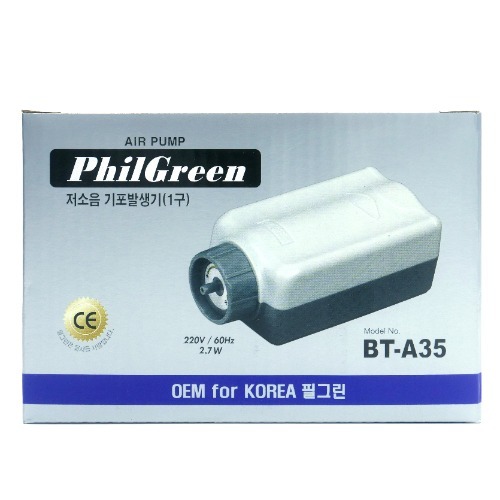 AIR PUMP
PhilGreen
저소음 기포발생기(1구)
CE
220V / 60Hz
2.7W
Model No.
BT-A35
OEM for KOREA 필그린